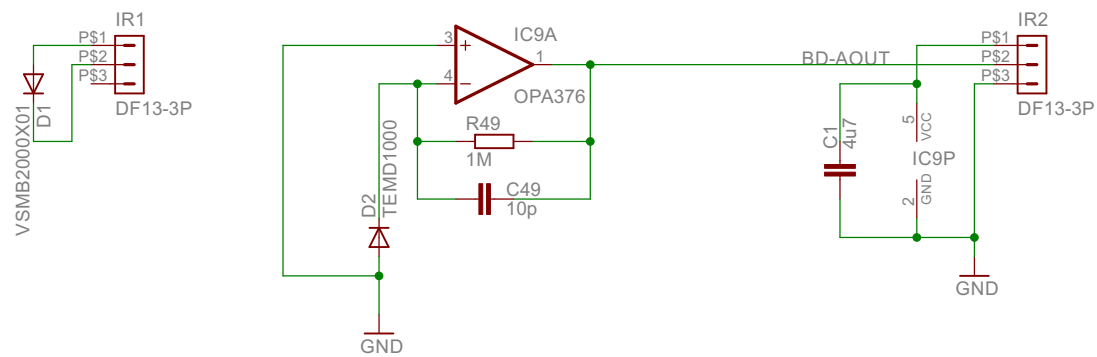 IR1
P$1
P$2
P$3
DF13-3P
D1
VSMB2000X01
IC9A
3
4
1
OPA376
R49
1M
C49
10p
D2
TEMD1000
GND
BD-AOUT
IR2
P$1
P$2
P$3
DF13-3P
C1
4u7
5
VCC
IC9P
2
GND
GND